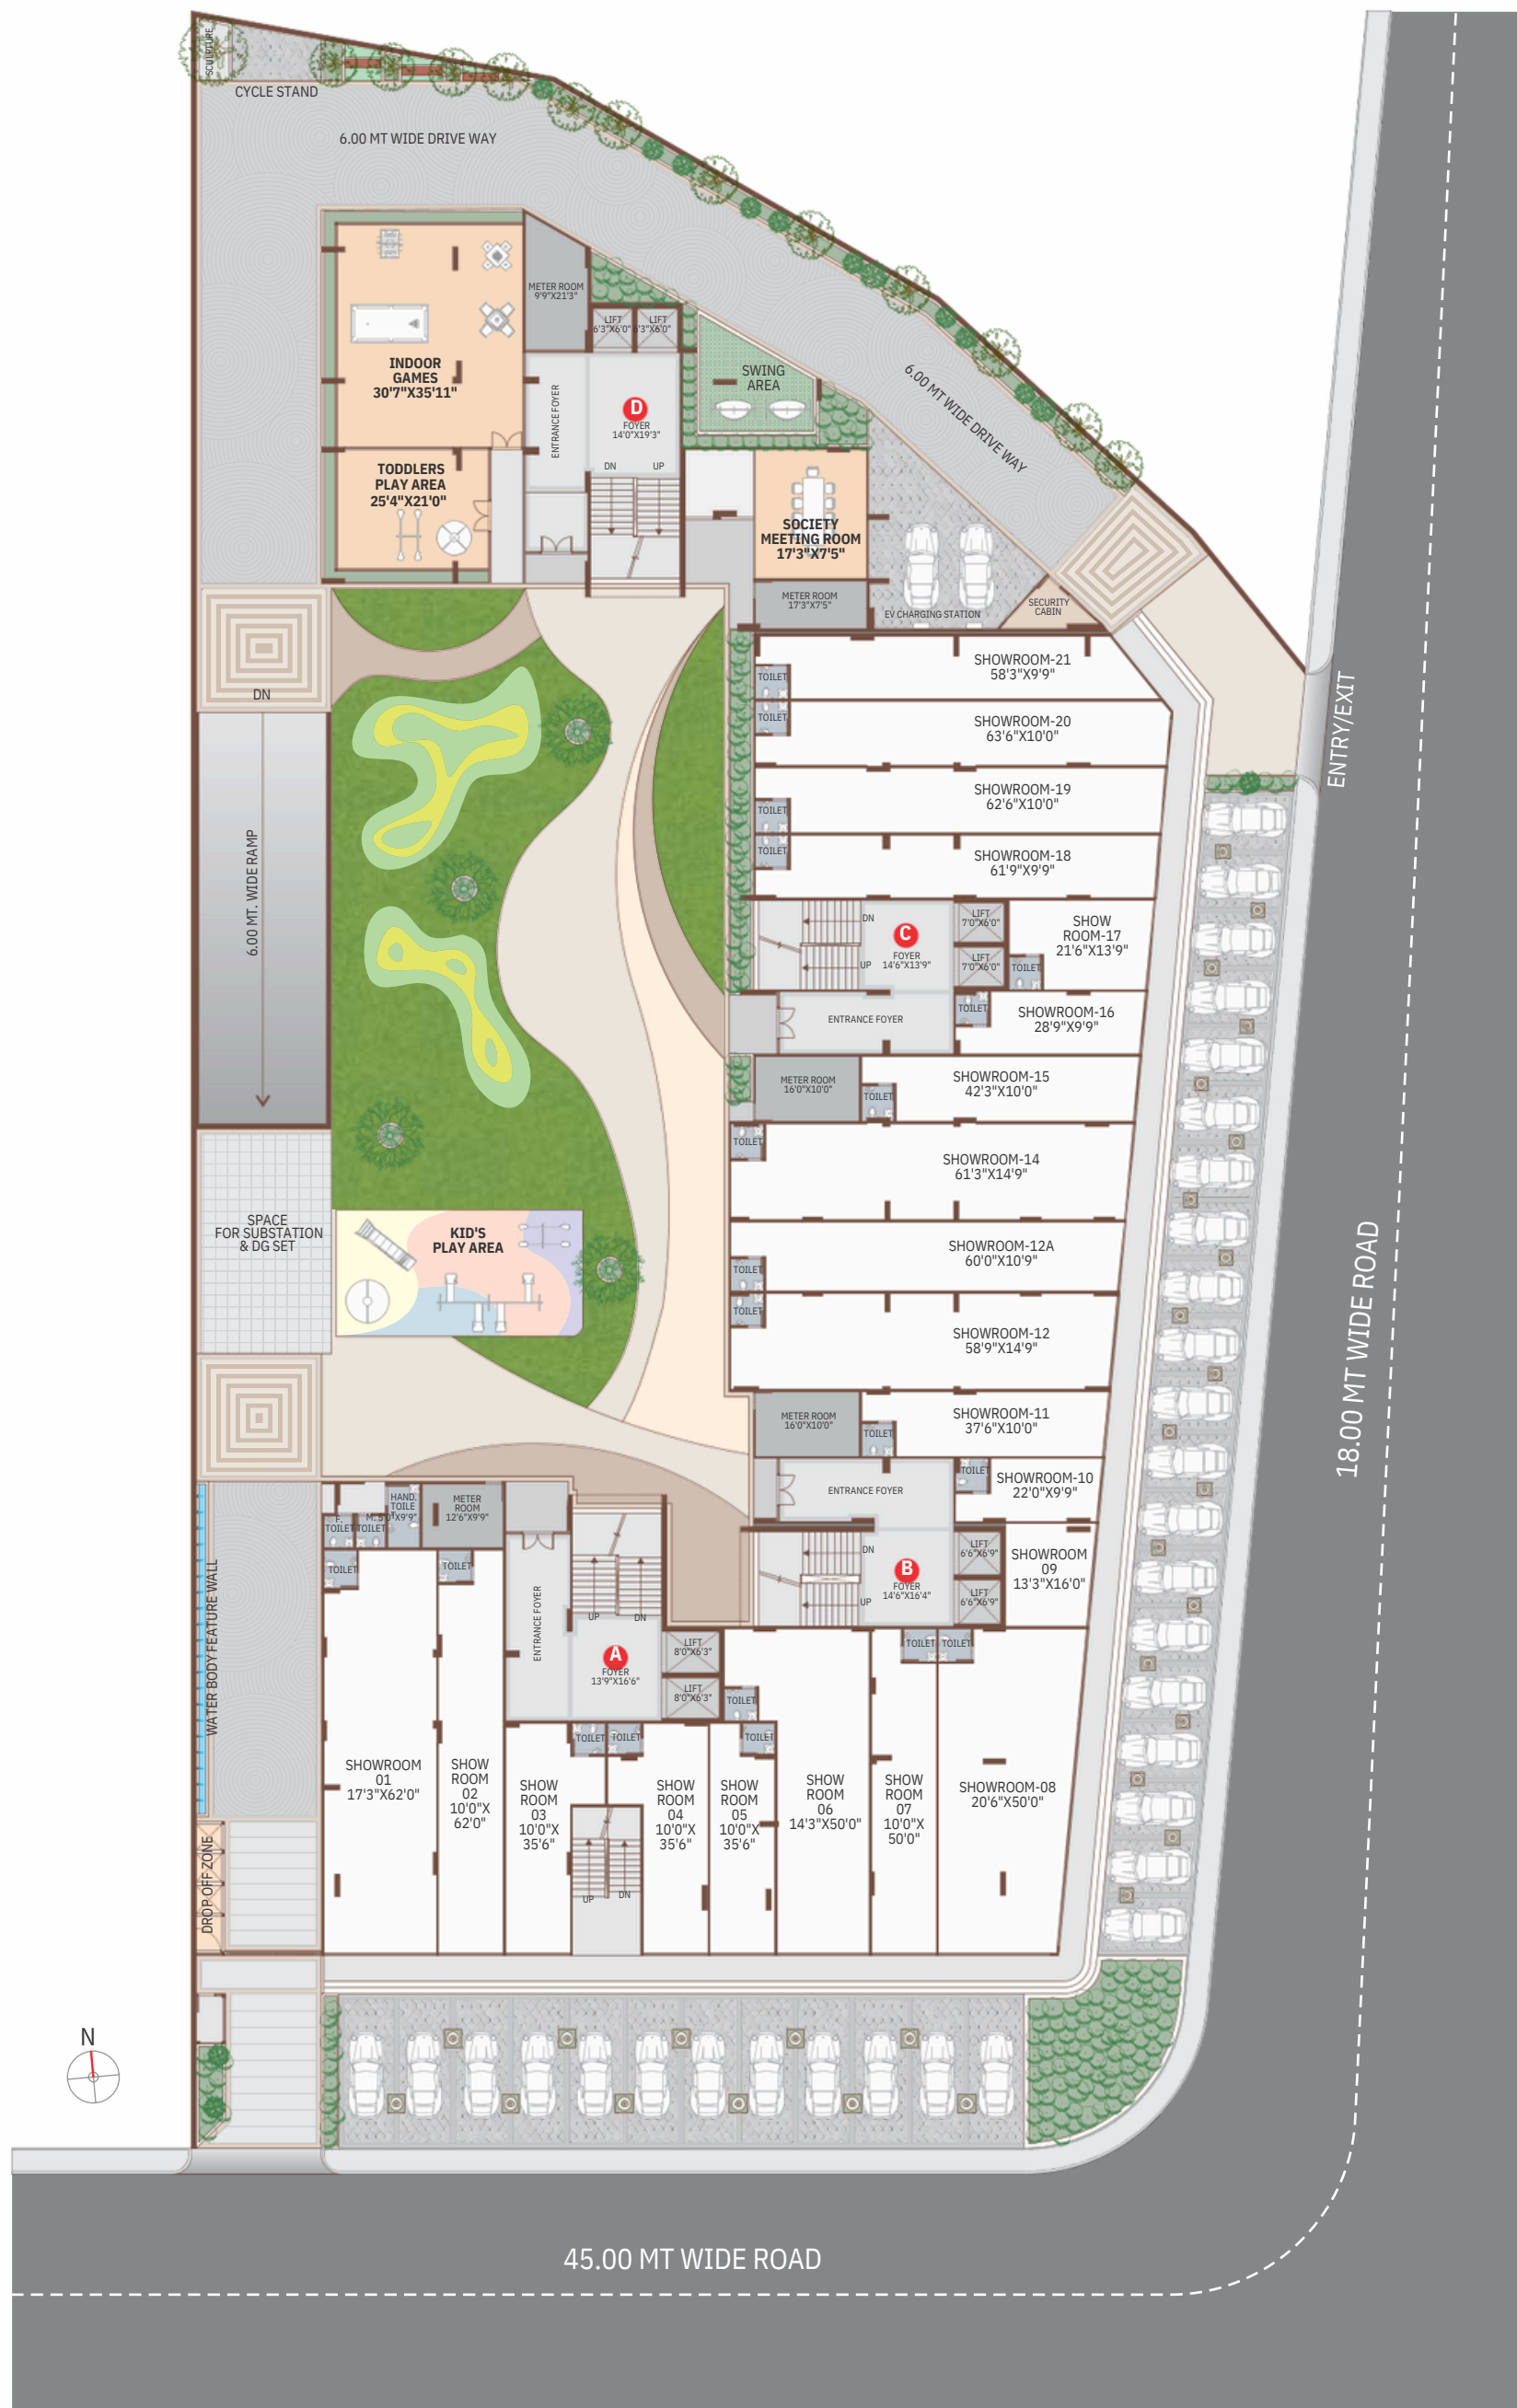 SCULPTURE
CYCLE STAND
6.00 MT WIDE DRIVE WAY
METER ROOM
9'9"X21'3"
LIFT
6'3"X6'0"
LIFT
6'3"X6'0"
INDOOR
GAMES
30'7"X35'11"
ENTRANCE FOYER
D
FOYER
14'0"X19'3"
DN
UP
SWING
AREA
6.00 MT WIDE DRIVE WAY
TODDLERS
PLAY AREA
25'4"X21'0"
SOCIETY
MEETING ROOM
17'3"X7'5"
METER ROOM
17'3"X7'5"
EV CHARGING STATION
SECURITY
CABIN
DN
6.00 MT. WIDE RAMP
ENTRY/EXIT
SHOWROOM-21
58'3"X9'9"
TOILET
TOILET
SHOWROOM-20
63'6"X10'0"
SHOWROOM-19
62'6"X10'0"
TOILET
TOILET
SHOWROOM-18
61'9"X9'9"
DN
UP
C
FOYER
14'6"X13'9"
LIFT
7'0"X6'0"
LIFT
7'0"X6'0"
SHOW
ROOM-17
21'6"X13'9"
TOILET
ENTRANCE FOYER
TOILET
SHOWROOM-16
28'9"X9'9"
METER ROOM
16'0"X10'0"
TOILET
SHOWROOM-15
42'3"X10'0"
TOILET
SHOWROOM-14
61'3"X14'9"
SPACE
FOR SUBSTATION
& DG SET
KID'S
PLAY AREA
SHOWROOM-12A
60'0"X10'9"
TOILET
TOILET
SHOWROOM-12
58'9"X14'9"
18.00 MT WIDE ROAD
METER ROOM
16'0"X10'0"
TOILET
SHOWROOM-11
37'6"X10'0"
ENTRANCE FOYER
TOILET
SHOWROOM-10
22'0"X9'9"
DN
UP
B
FOYER
14'6"X16'4"
LIFT
6'6"X6'9"
LIFT
6'6"X6'9"
SHOWROOM
09
13'3"X16'0"
HAND.
TOILE
T
5'0"X9'9"
F.
TOILET
M.
TOILET
METER
ROOM
12'6"X9'9"
TOILET
TOILET
WATER BODY FEATURE WALL
ENTRANCE FOYER
UP
DN
A
FOYER
13'9"X16'6"
LIFT
8'0"X6'3"
LIFT
8'0"X6'3"
TOILET
TOILET
TOILET
TOILET
TOILET
TOILET
SHOWROOM
01
17'3"X62'0"
SHOW
ROOM
02
10'0"X
62'0"
SHOW
ROOM
03
10'0"X
35'6"
SHOW
ROOM
04
10'0"X
35'6"
SHOW
ROOM
05
10'0"X
35'6"
SHOW
ROOM
06
14'3"X50'0"
SHOW
ROOM
07
10'0"X
50'0"
SHOWROOM-08
20'6"X50'0"
UP
DN
DROP OFF ZONE
N
45.00 MT WIDE ROAD